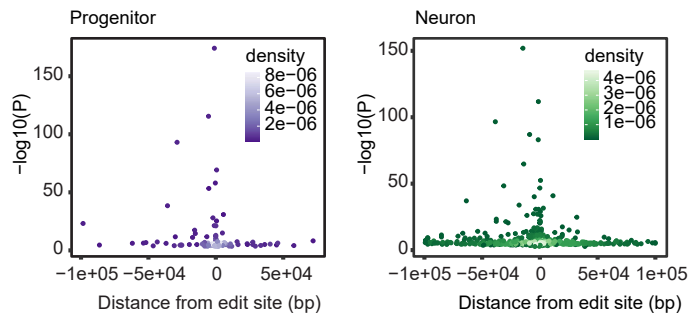 Progenitor
−log10(P)
150
100
50
0
density
8e−06
6e−06
4e−06
2e−06
−1e+05 −5e+04 0 5e+04
Distance from edit site (bp)
Neuron
−log10(P)
150
100
50
0
density
4e−06
3e−06
2e−06
1e−06
−1e+05 −5e+04 0 5e+04 1e+05
Distance from edit site (bp)